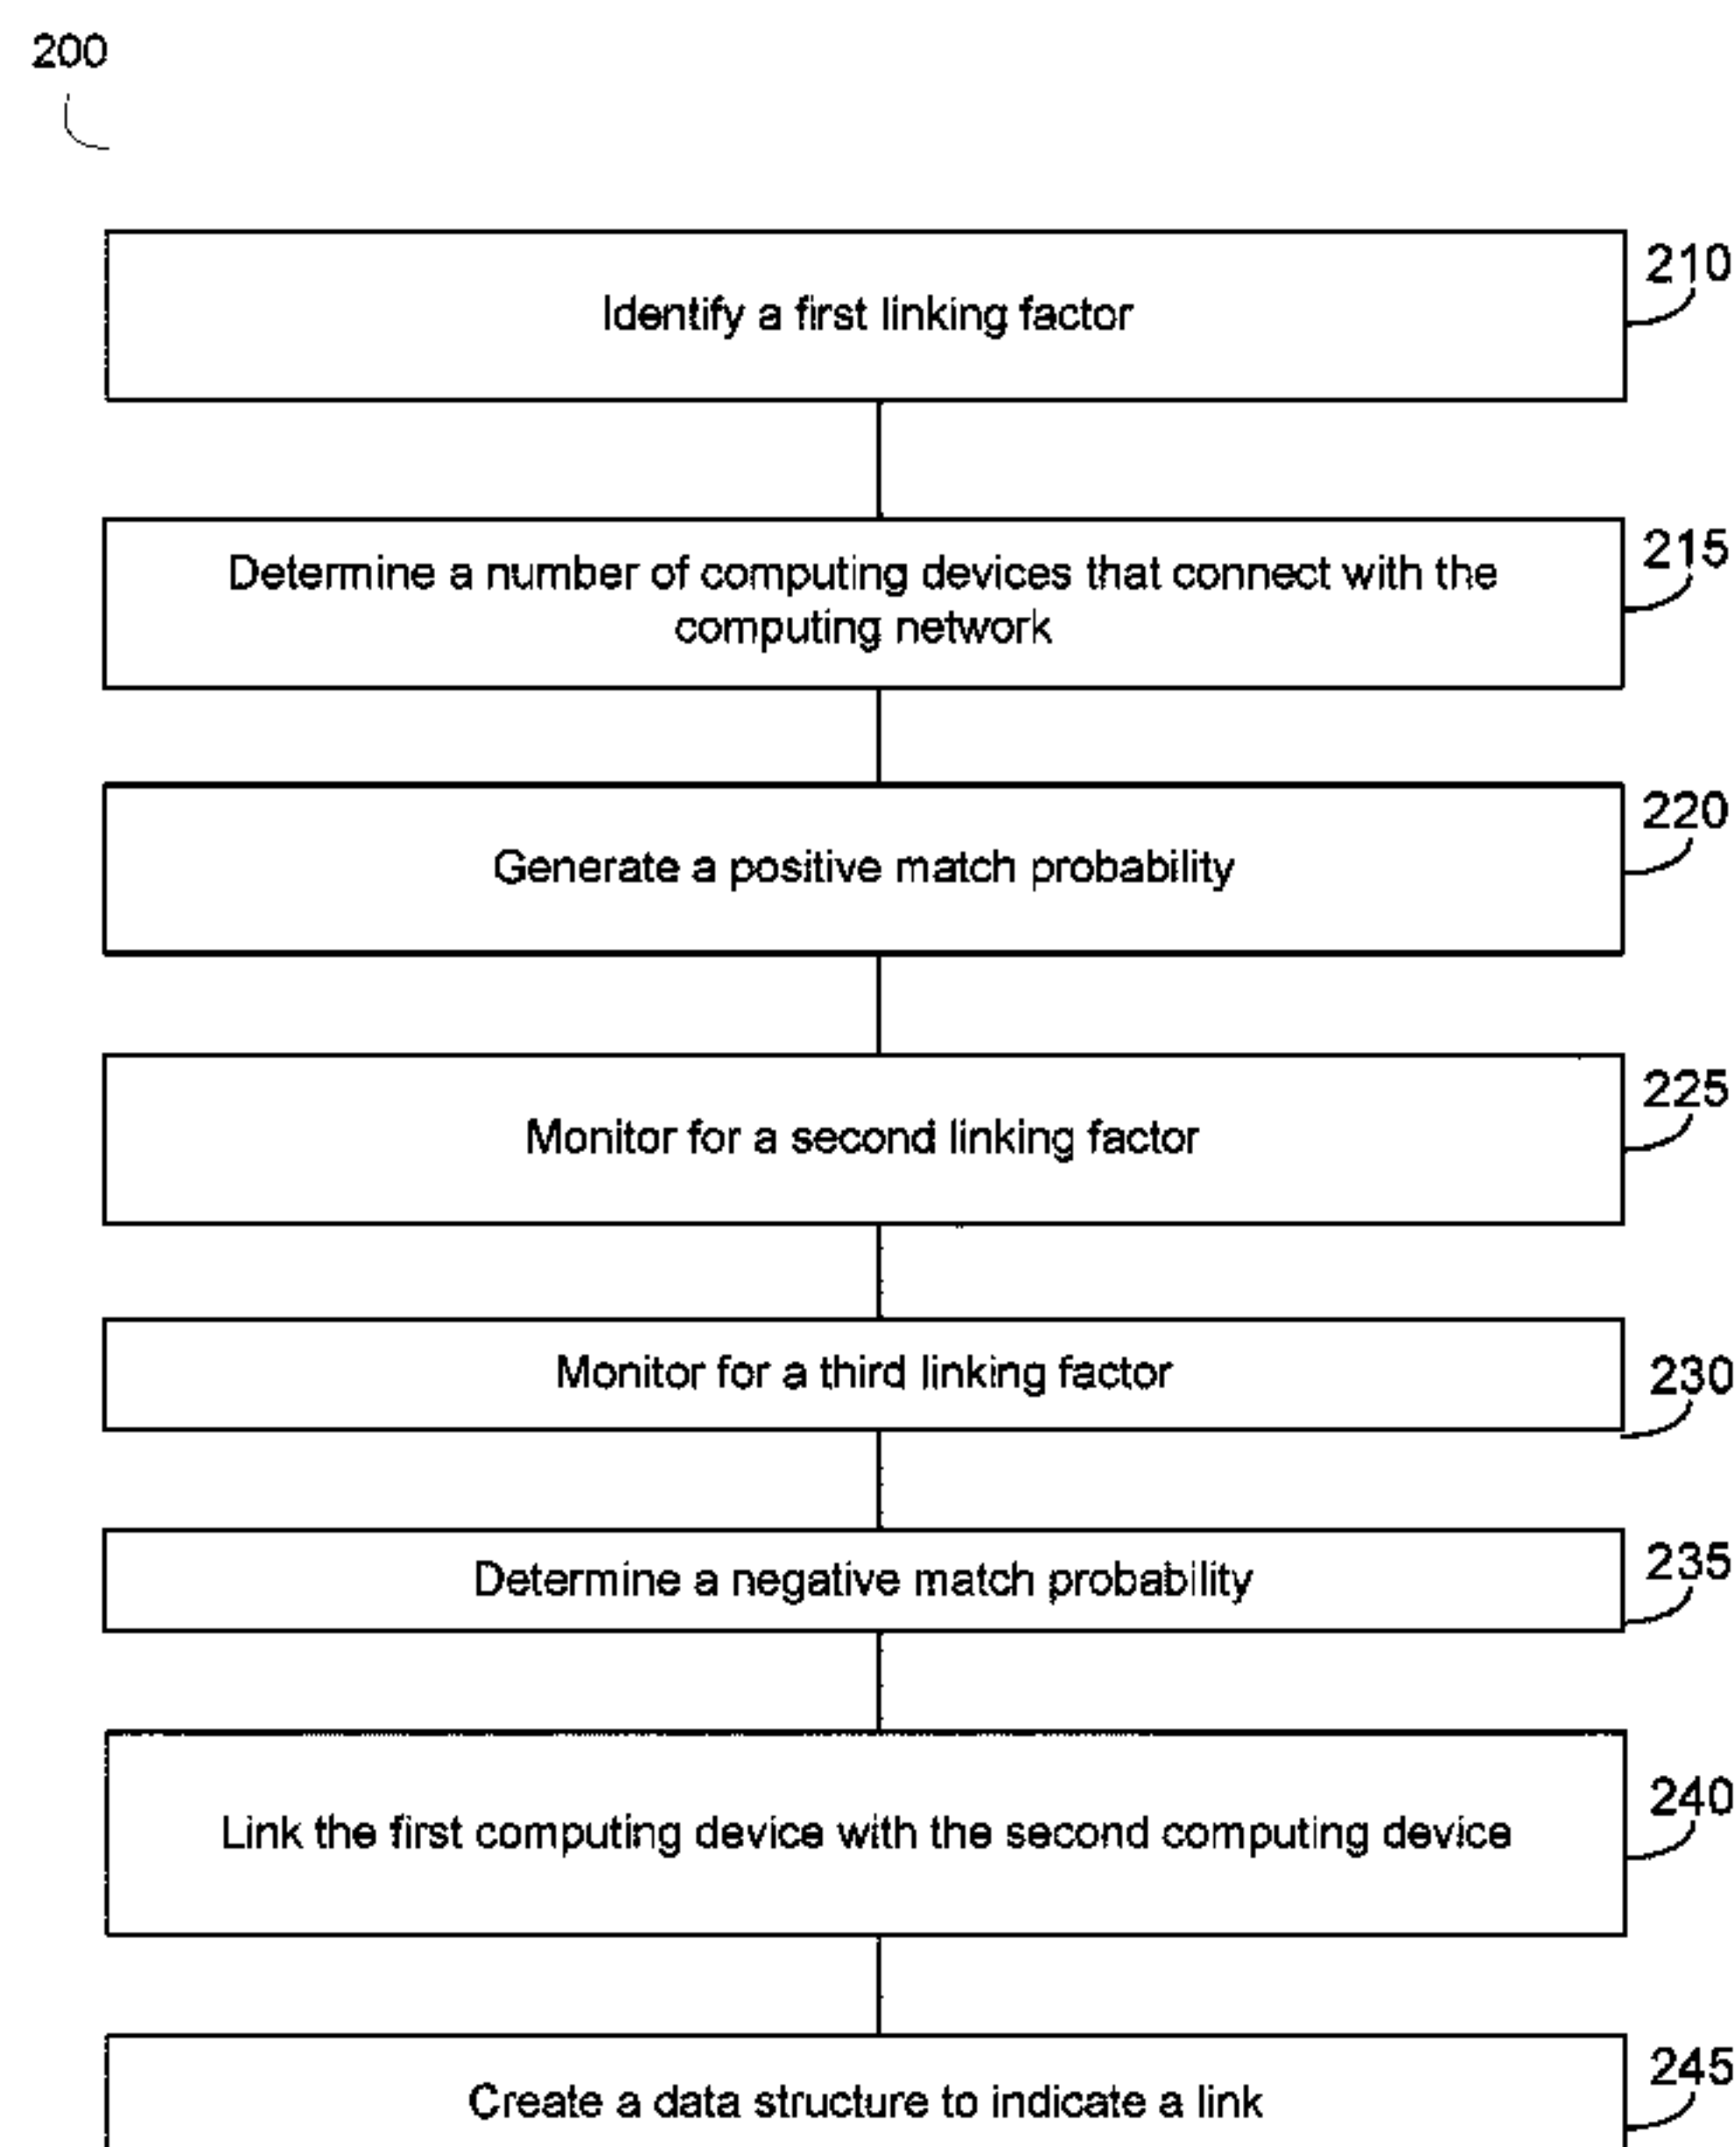 200
210
Identify a first linking factor
215
Determine a number of computing devices that connect with the
computing network
220
Generate a positive match probability
225
Monitor for a second linking factor
230
Monitor for a third linking factor
235
Determine a negative match probability
240
Link the first computing device with the second computing device
245
Create a data structure to indicate a link